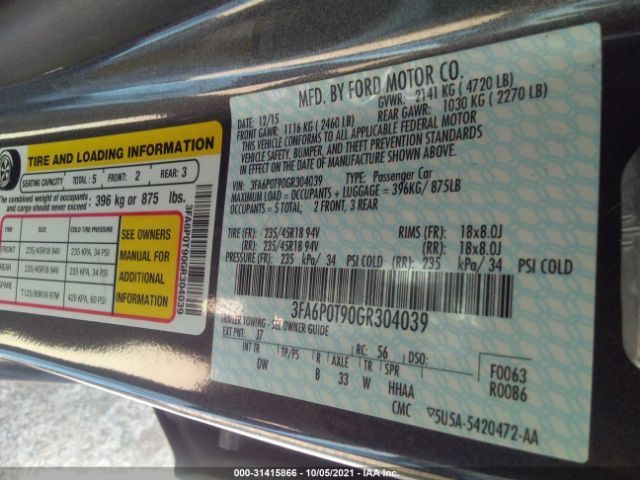 TIRE AND LOADING INFORMATION
SEATING CAPACITY TOTAL: 5 FRONT: 2 REAR: 3
The combined weight of occupants and cargo should never exceed: 396 kg or 875 lbs.
TIRE SIZE COLD TIRE PRESSURE
FRONT 235/45R18 94V 235 KPA, 34 PSI
REAR 235/45R18 94V 235 KPA, 34 PSI
SPARE T125/80R16 97M 420 KPA, 60 PSI
SEE OWNERS
MANUAL FOR
ADDITIONAL
INFORMATION
3FA6P0T90GR304039
MFD. BY FORD MOTOR CO.
DATE: 12/15 GVWR: 2141 KG ( 4720 LB)
FRONT GAWR: 1116 KG ( 2460 LB) REAR GAWR: 1030 KG ( 2270 LB)
THIS VEHICLE CONFORMS TO ALL APPLICABLE FEDERAL MOTOR
VEHICLE SAFETY, BUMPER, AND THEFT PREVENTION STANDARDS
IN EFFECT ON THE DATE OF MANUFACTURE SHOWN ABOVE.
VIN: 3FA6P0T90GR304039 TYPE: Passenger Car
MAXIMUM LOAD = OCCUPANTS + LUGGAGE = 396KG/ 875LB
OCCUPANTS = 5 TOTAL: 2 FRONT, 3 REAR
TIRE (FR): 235/45R18 94V RIMS (FR): 18x8.0J
(RR): 235/45R18 94V (RR): 18x8.0J
PRESSURE (FR): 235 kPa/ 34 PSI COLD (RR): 235 kPa/ 34 PSI COLD
3FA6P0T90GR304039
TRAILER TOWING - SEE OWNER GUIDE
EXT PNT: J7 RC: 56 DSO:
INT TR TP/PS R AXLE TR SPR F0063
DW B 33 W HHAA R0086
CMC 5U5A-5420472-AA
000-31415866 - 10/05/2021 - IAA Inc.